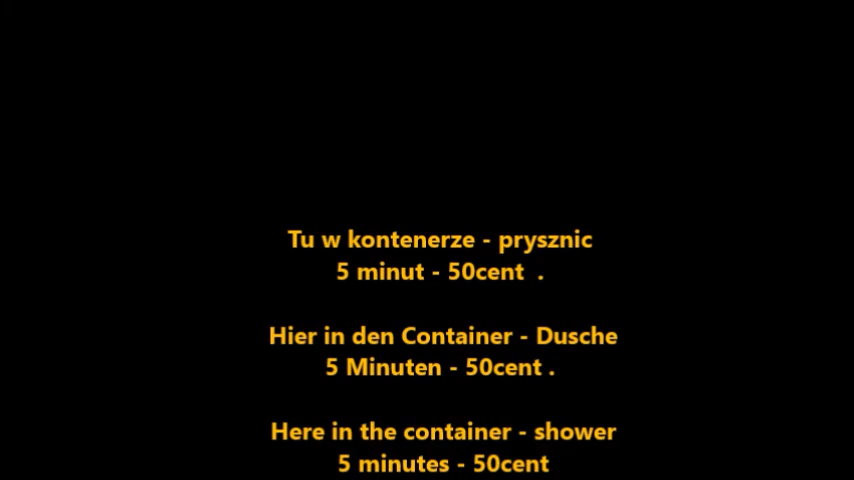 Tu w kontenerze - prysznic
5 minut - 50cent .
Hier in den Container - Dusche
5 Minuten - 50cent .
Here in the container - shower
5 minutes - 50cent